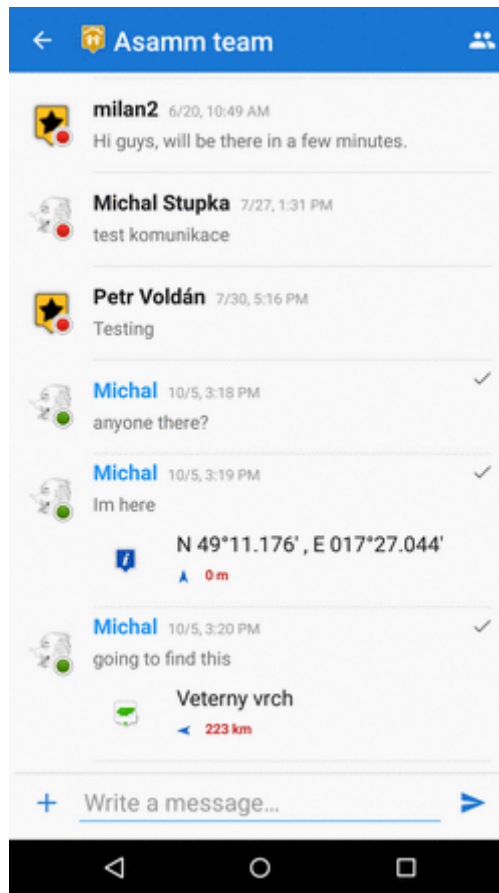 Asamm team
milan2 6/20, 10:49 AM
Hi guys, will be there in a few minutes.
Michal Stupka 7/27, 1:31 PM
test komunikace
Petr Voldán 7/30, 5:16 PM
Testing
Michal 10/5, 3:18 PM
anyone there?
Michal 10/5, 3:19 PM
Im here
N 49°11.176' , E 017°27.044'
0 m
Michal 10/5, 3:20 PM
going to find this
Veterny vrch
223 km
Write a message...